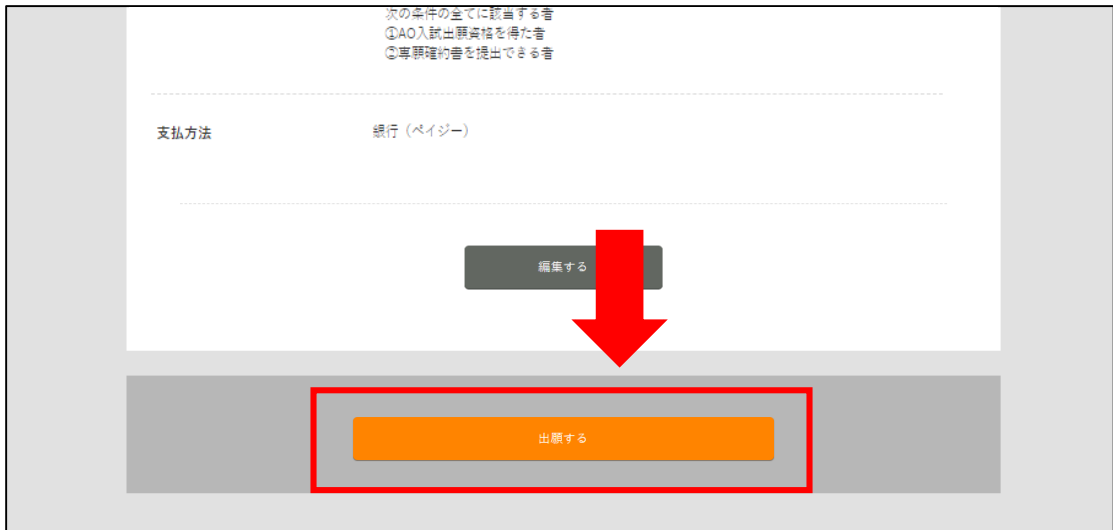 次の条件の全てに該当する者
①AO入試出願資格を得た者
②専願確約書を提出できる者
支払方法
銀行（ペイジー）
編集する
出願する